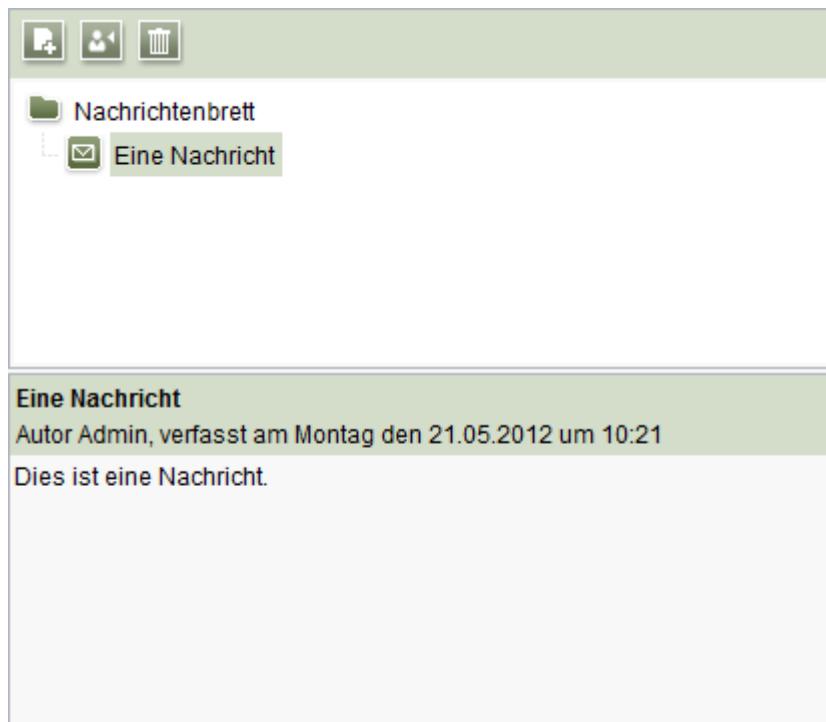 Nachrichtenbrett
Eine Nachricht
Eine Nachricht
Autor Admin, verfasst am Montag den 21.05.2012 um 10:21
Dies ist eine Nachricht.